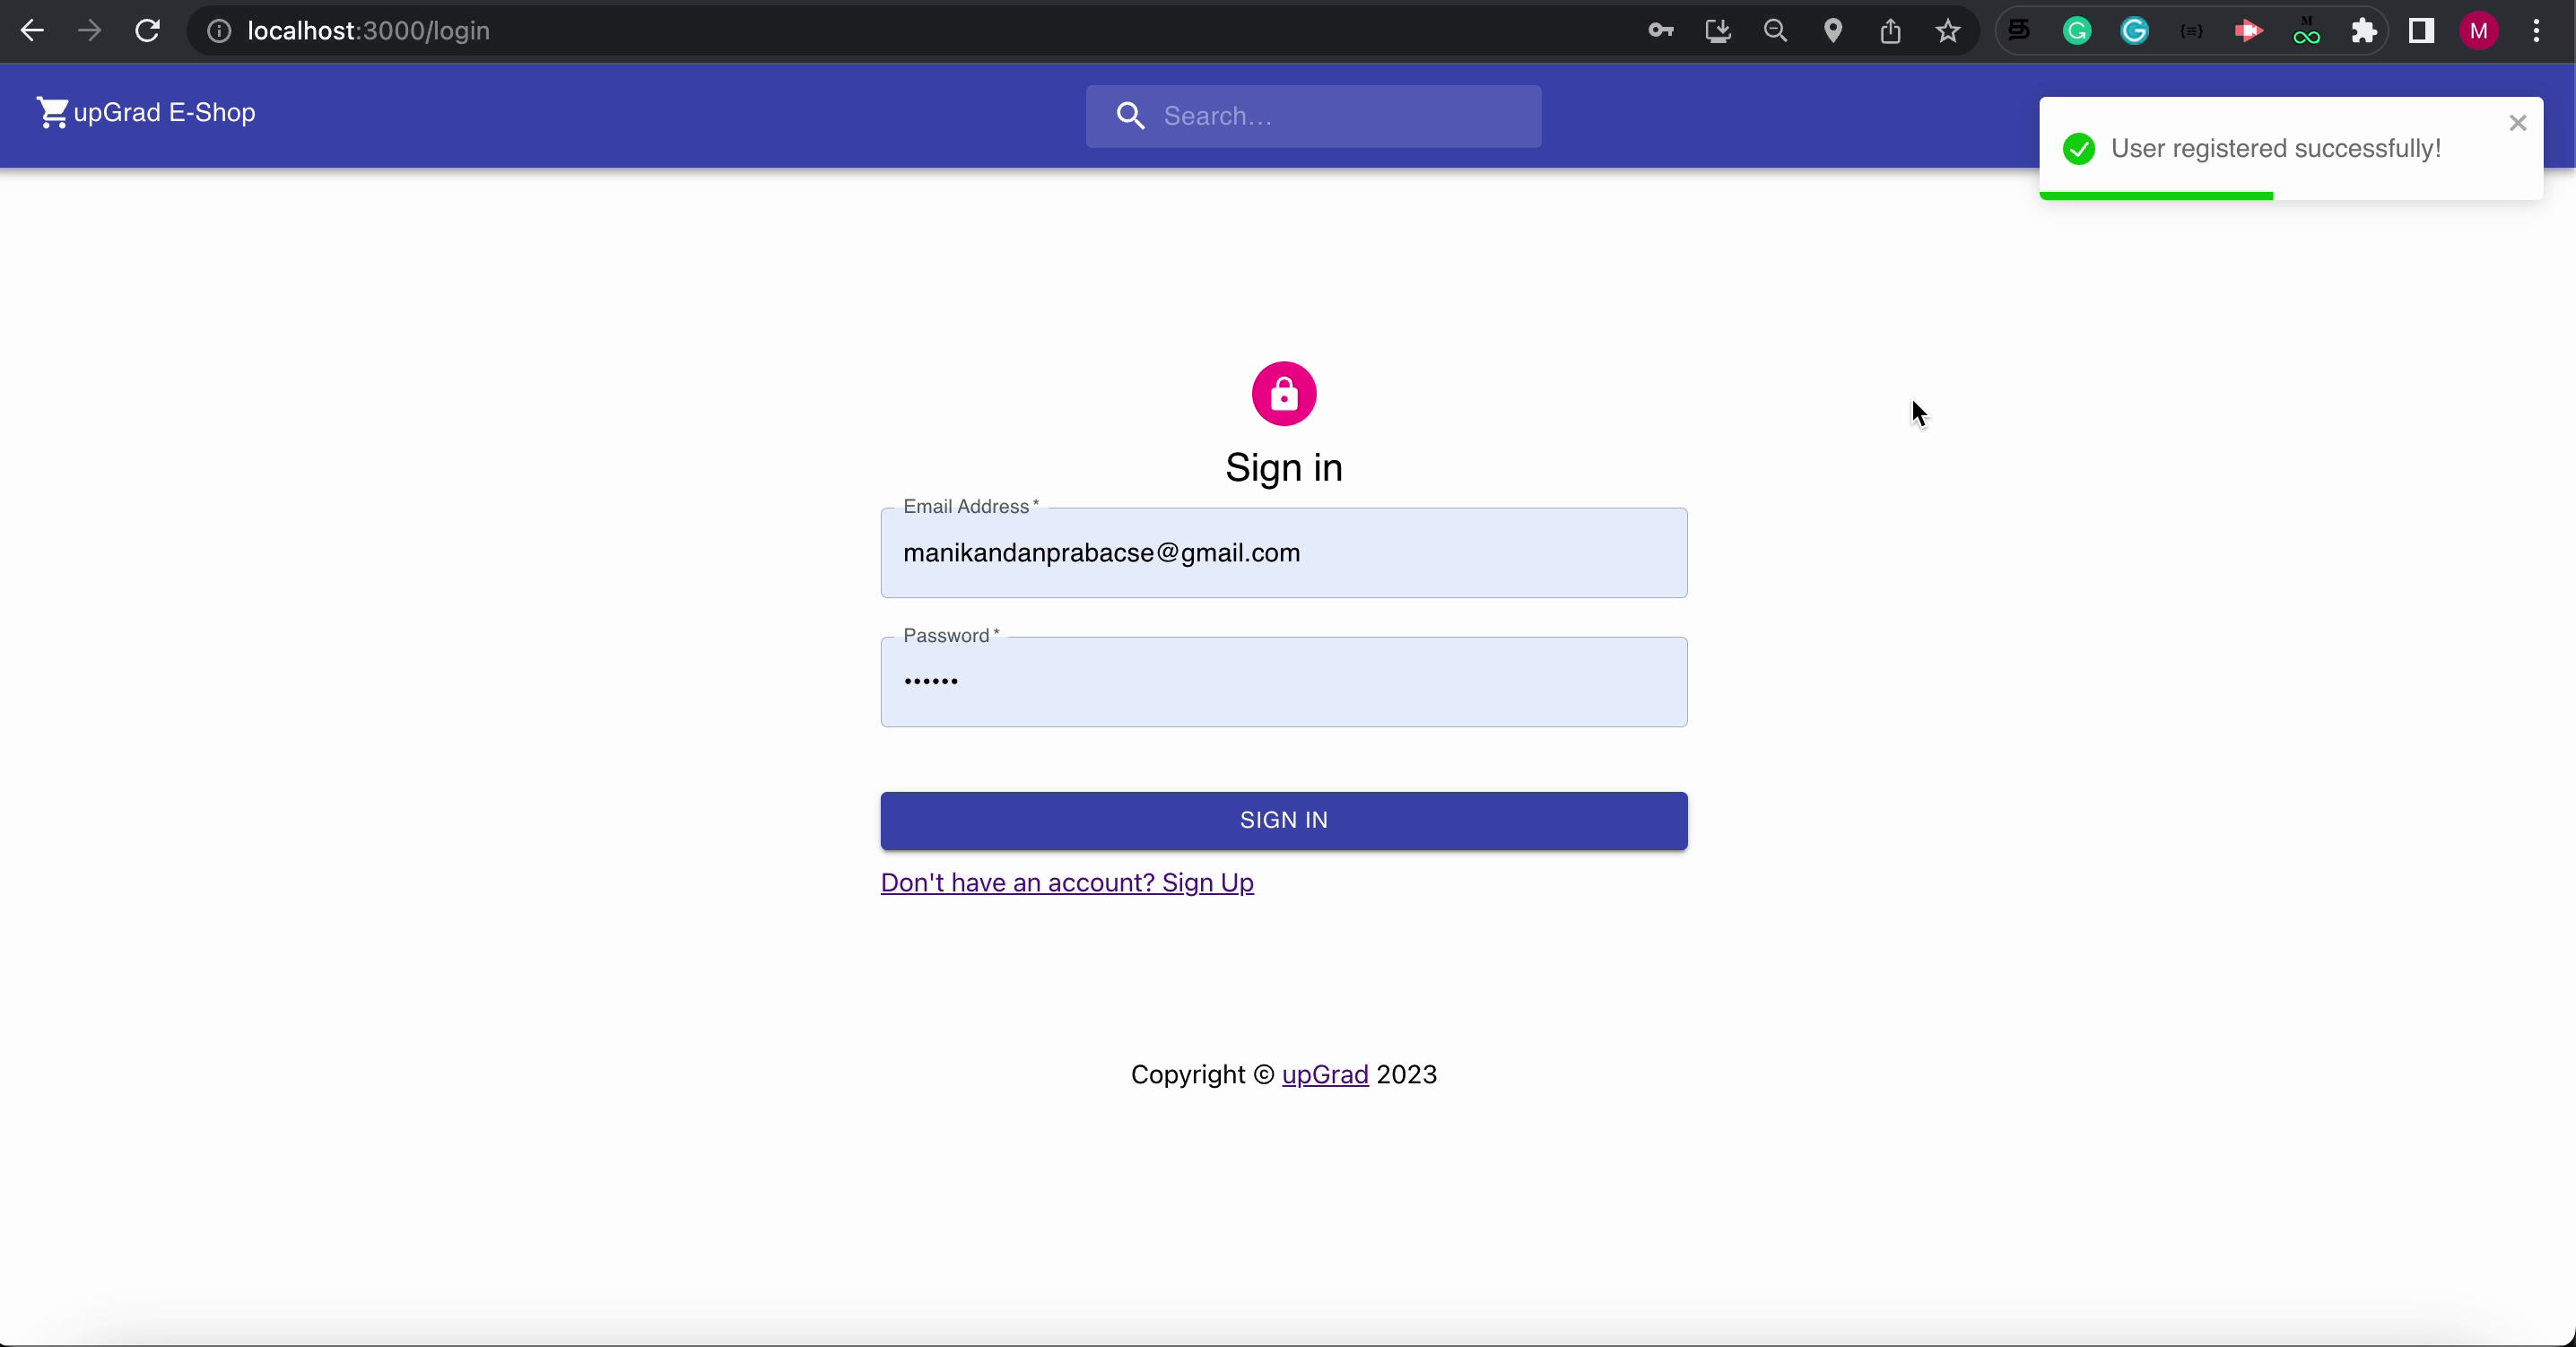 localhost:3000/login
M
M
upGrad E-Shop
Search...
User registered successfully!
Sign in
Email Address *
manikandanprabacse@gmail.com
Password *
••••••
SIGN IN
Don't have an account? Sign Up
Copyright © upGrad 2023